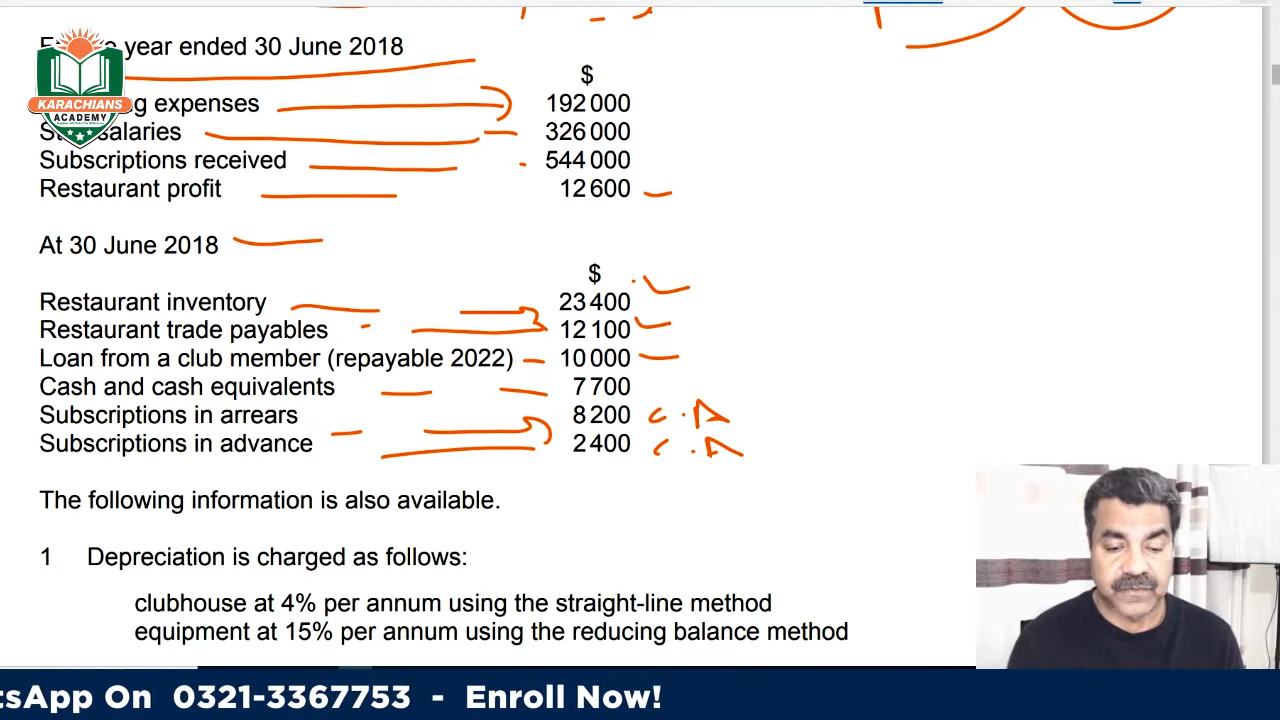 year ended 30 June 2018
$
expenses 192 000
salaries 326 000
Subscriptions received 544 000
Restaurant profit 12 600
At 30 June 2018
$
Restaurant inventory 23 400
Restaurant trade payables 12 100
Loan from a club member (repayable 2022) 10 000
Cash and cash equivalents 7 700
Subscriptions in arrears 8 200 C.A
Subscriptions in advance 2 400 C.A
The following information is also available.
1 Depreciation is charged as follows:
clubhouse at 4% per annum using the straight-line method
equipment at 15% per annum using the reducing balance method
KARACHIANS
ACADEMY
tsApp On 0321-3367753 - Enroll Now!